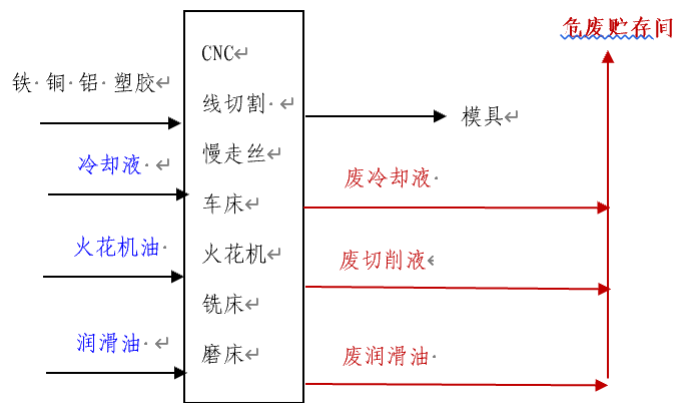 危废贮存间
铁 铜 铝 塑胶
冷却液
火花机油
润滑油
CNC
线切割
慢走丝
车床
火花机
铣床
磨床
模具
废冷却液
废切削液
废润滑油